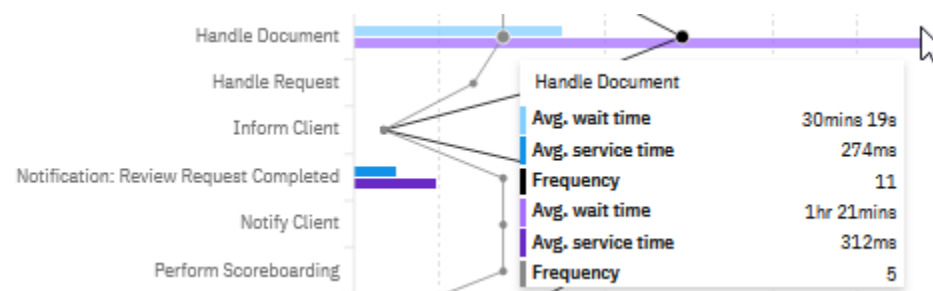 Handle Document
Handle Request
Inform Client
Notification: Review Request Completed
Notify Client
Perform Scoreboarding
Handle Document
Avg. wait time 30mins 19s
Avg. service time 274ms
Frequency 11
Avg. wait time 1hr 21mins
Avg. service time 312ms
Frequency 5